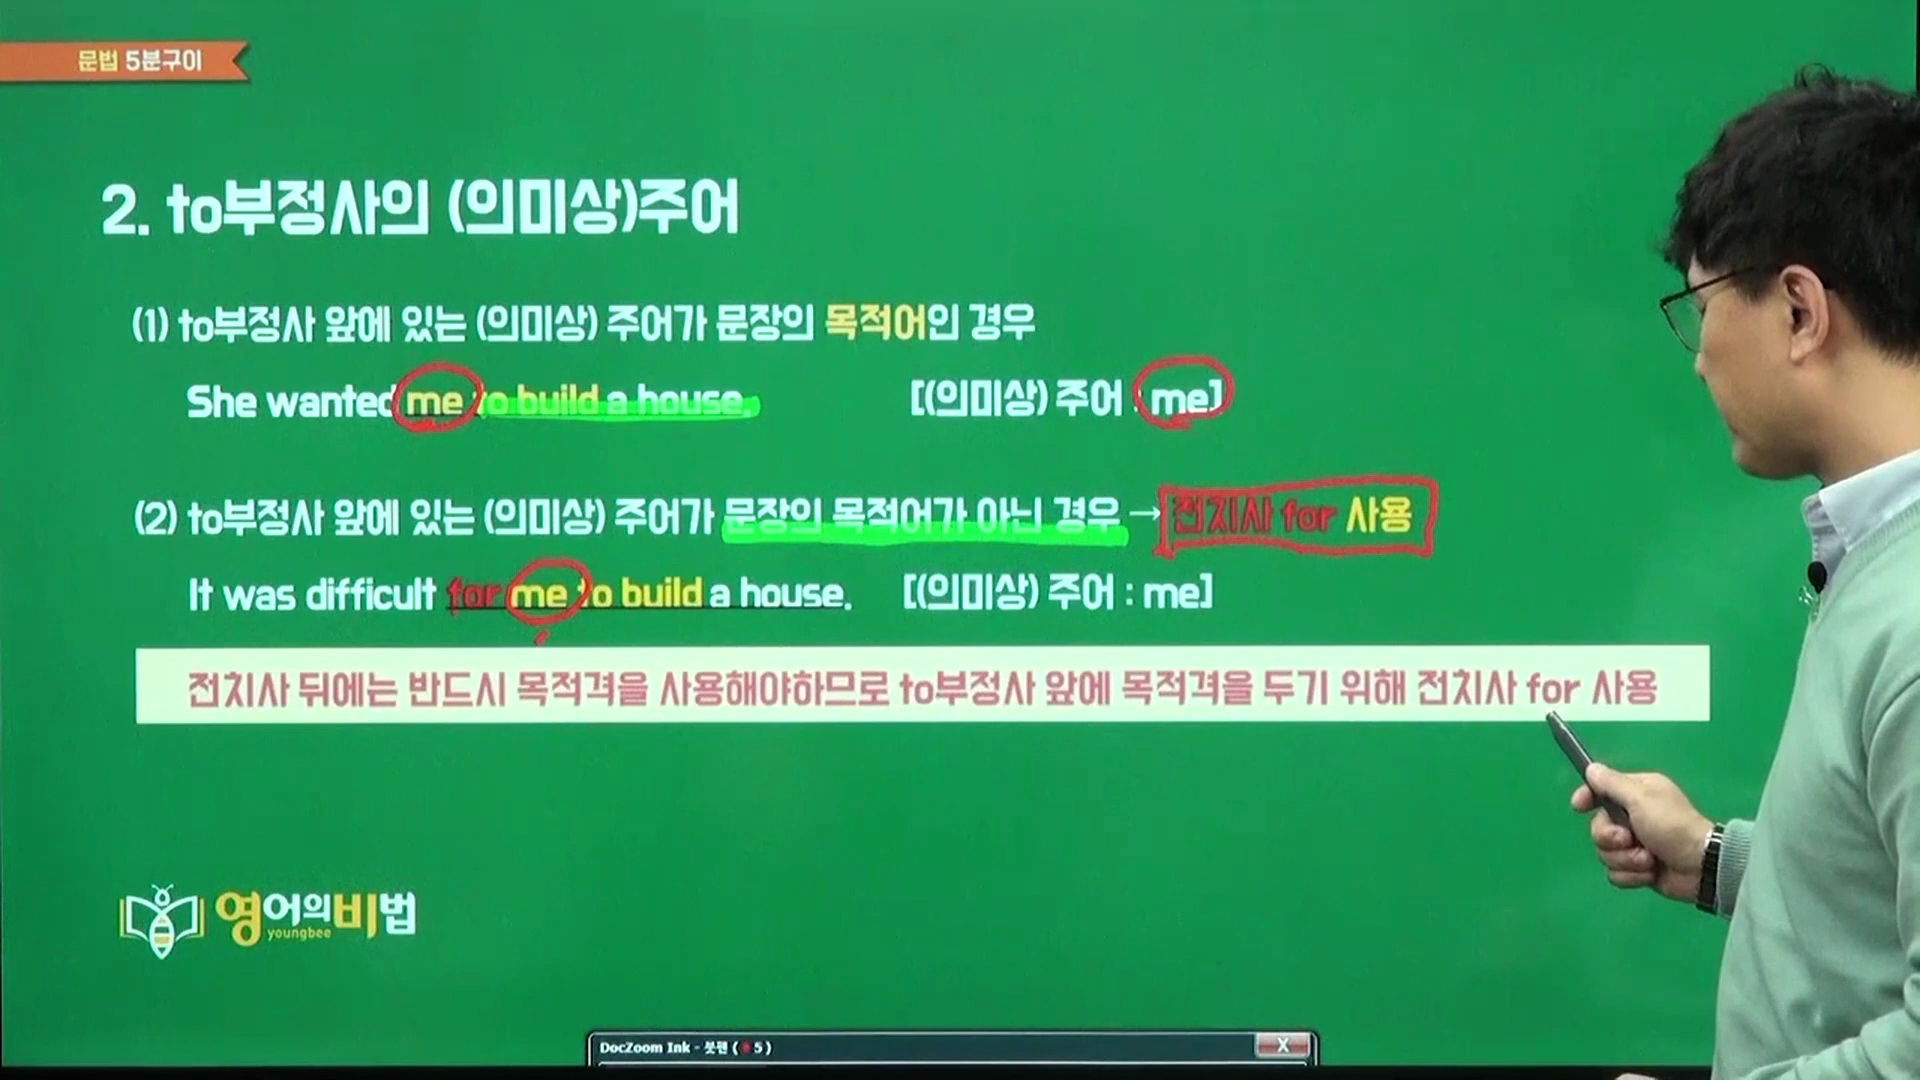 문법 5분구이
2. to부정사의 (의미상)주어
(1) to부정사 앞에 있는 (의미상) 주어가 문장의 목적어인 경우
She wanted me to build a house. [(의미상) 주어 : me]
(2) to부정사 앞에 있는 (의미상) 주어가 문장의 목적어가 아닌 경우 → 전치사 for 사용
It was difficult for me to build a house. [(의미상) 주어 : me]
전치사 뒤에는 반드시 목적격을 사용해야하므로 to부정사 앞에 목적격을 두기 위해 전치사 for 사용
영어의비법
youngbee
DocZoom Ink - 붓펜 ( 5 )
X